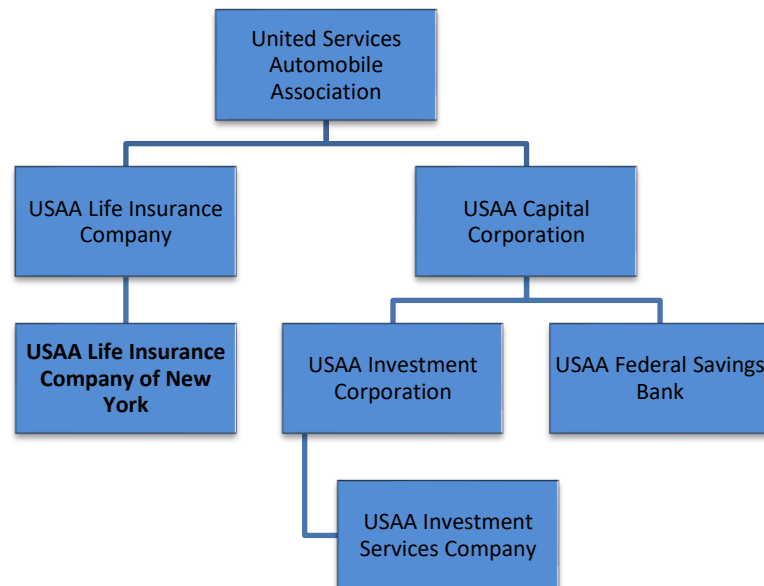 United Services
Automobile
Association
USAA Life Insurance
Company
USAA Capital
Corporation
USAA Life Insurance
Company of New
York
USAA Investment
Corporation
USAA Federal Savings
Bank
USAA Investment
Services Company